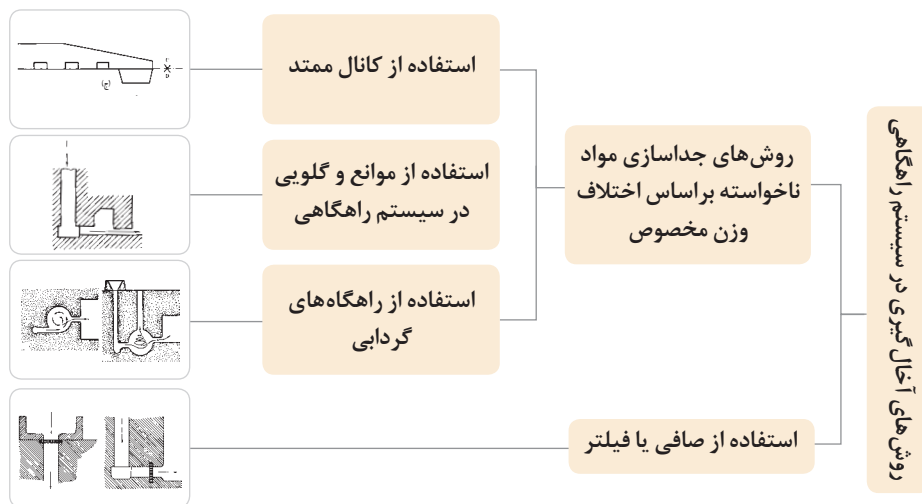 روش‌های آخال‌گیری در سیستم راهگاهی
روش‌های جداسازی مواد
ناخواسته براساس اختلاف
وزن مخصوص
استفاده از کانال ممتد
استفاده از موانع و گلویی
در سیستم راهگاهی
استفاده از راهگاه‌های
گردابی
استفاده از صافی یا فیلتر
(ج)